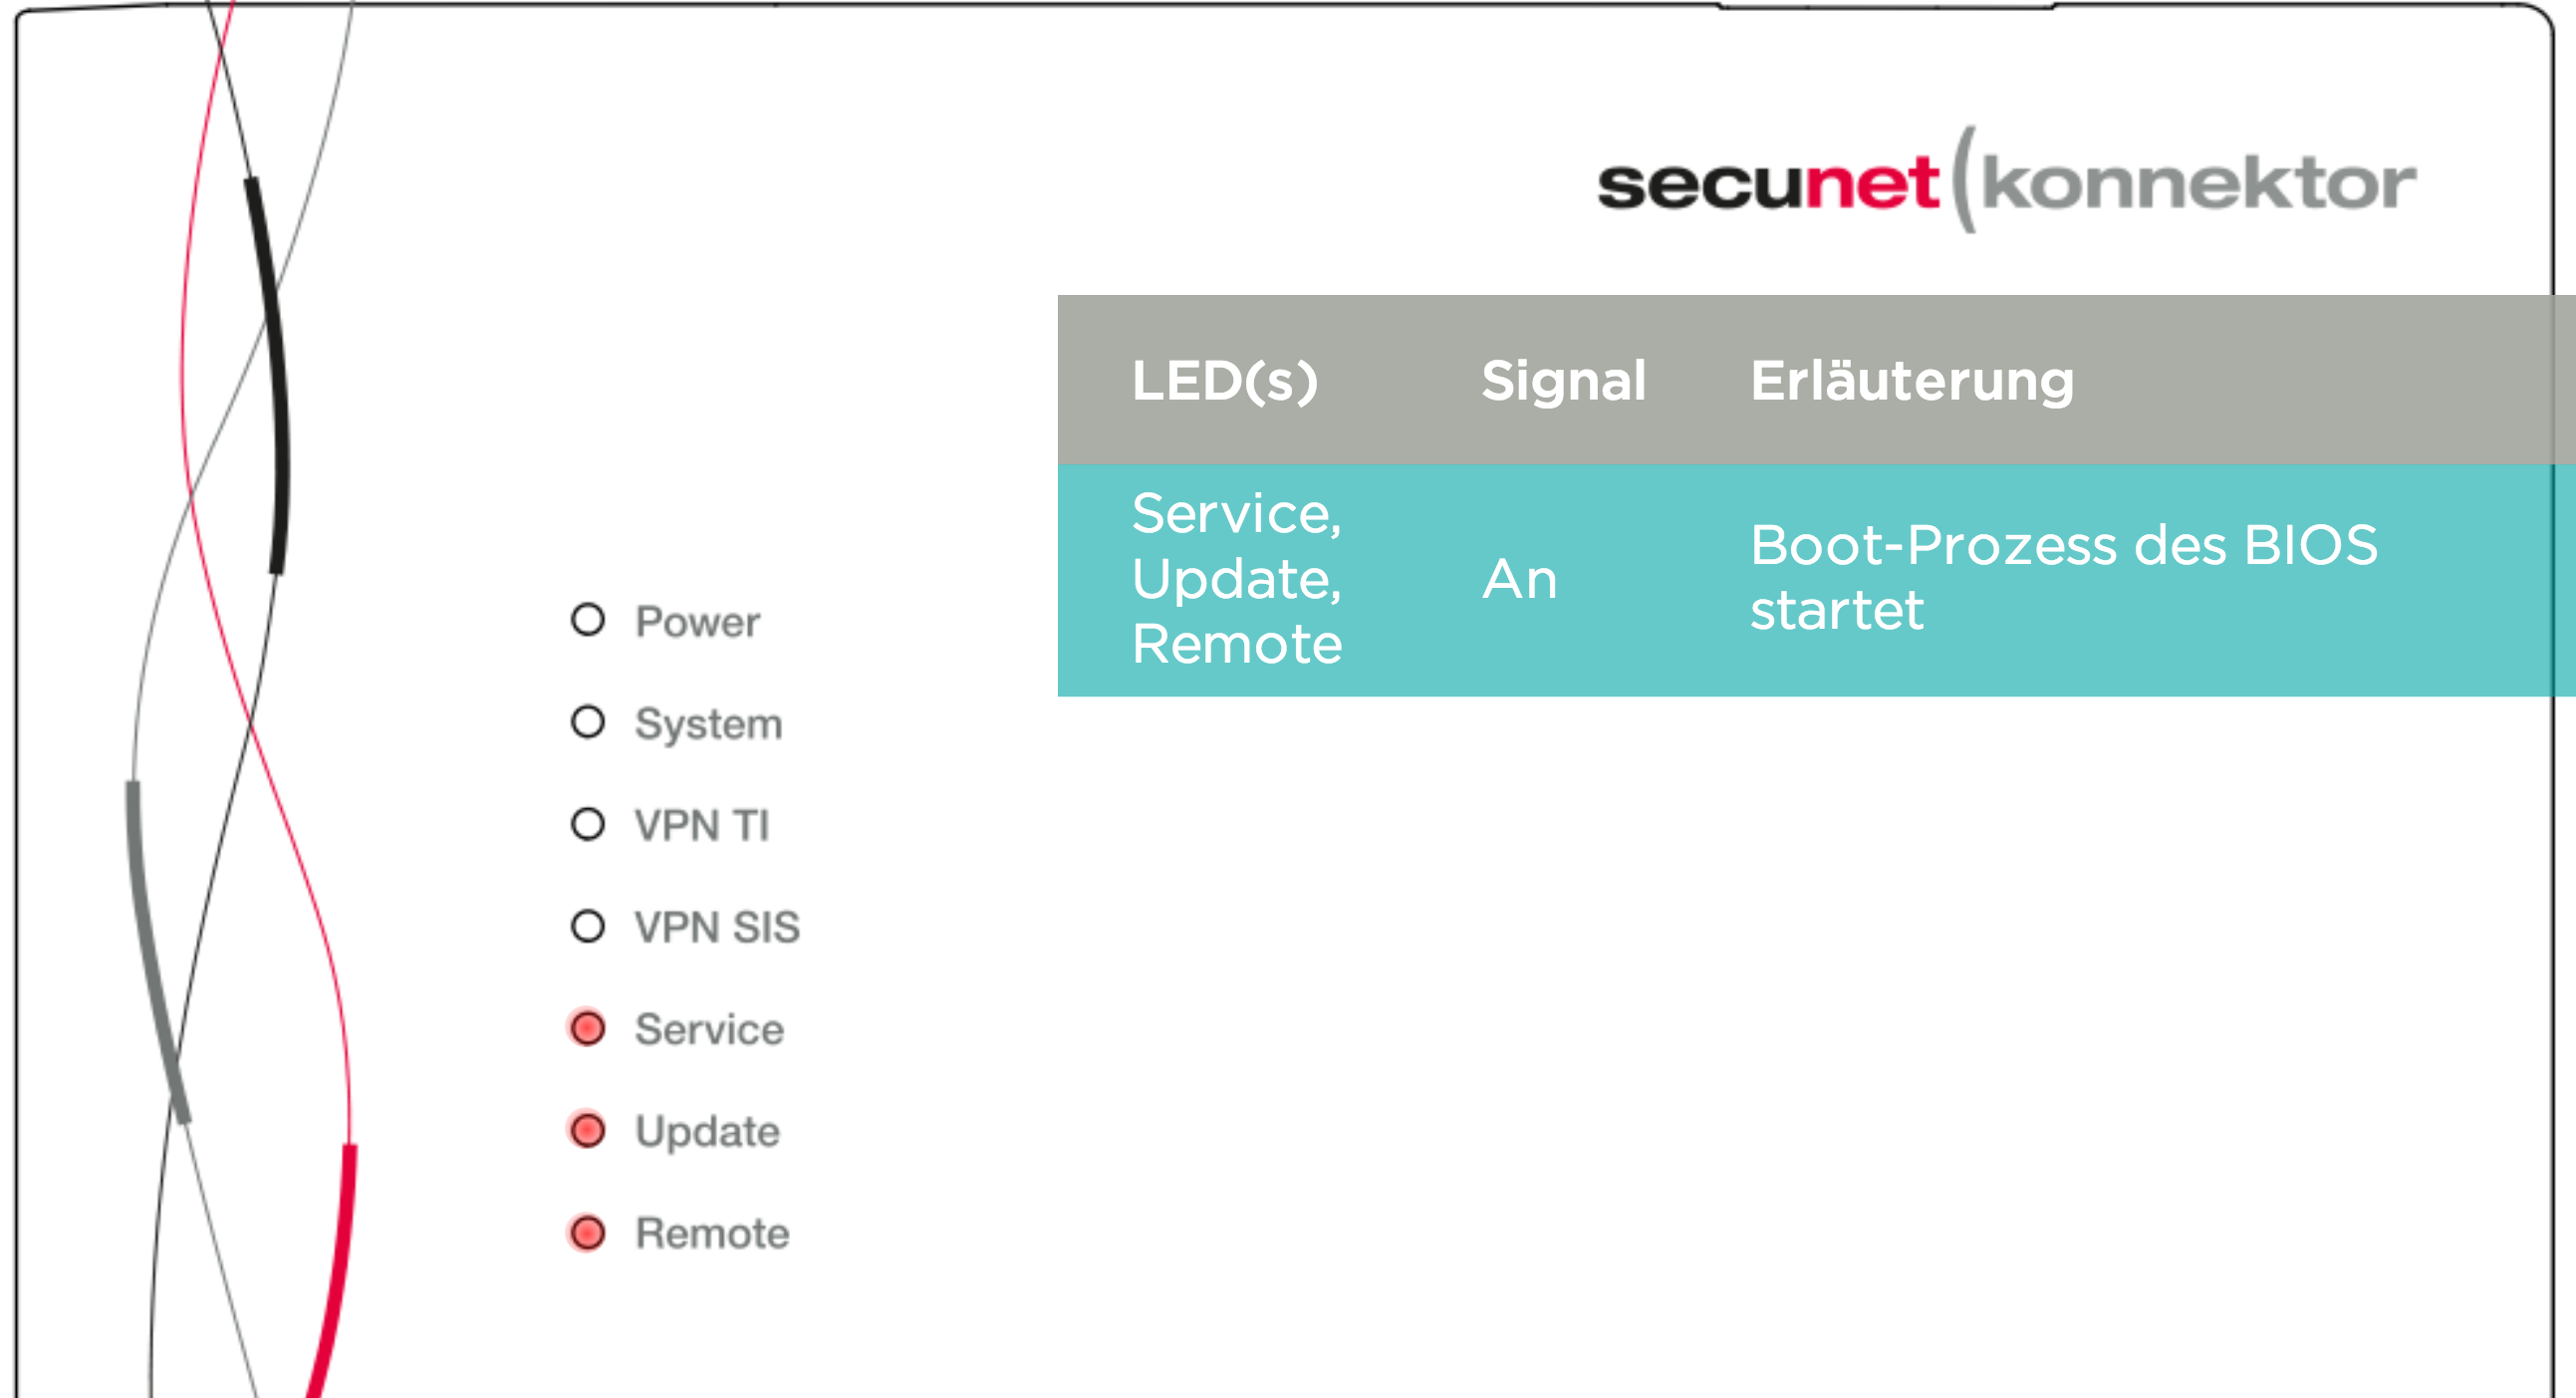 secunet(konnektor
LED(s) Signal Erläuterung
Service,
Update,
Remote
An
Boot-Prozess des BIOS
startet
Power
System
VPN TI
VPN SIS
Service
Update
Remote